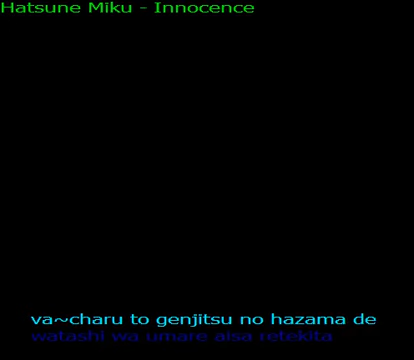 Hatsune Miku - Innocence
va~charu to genjitsu no hazama de
watashi wa umare aisa retekita